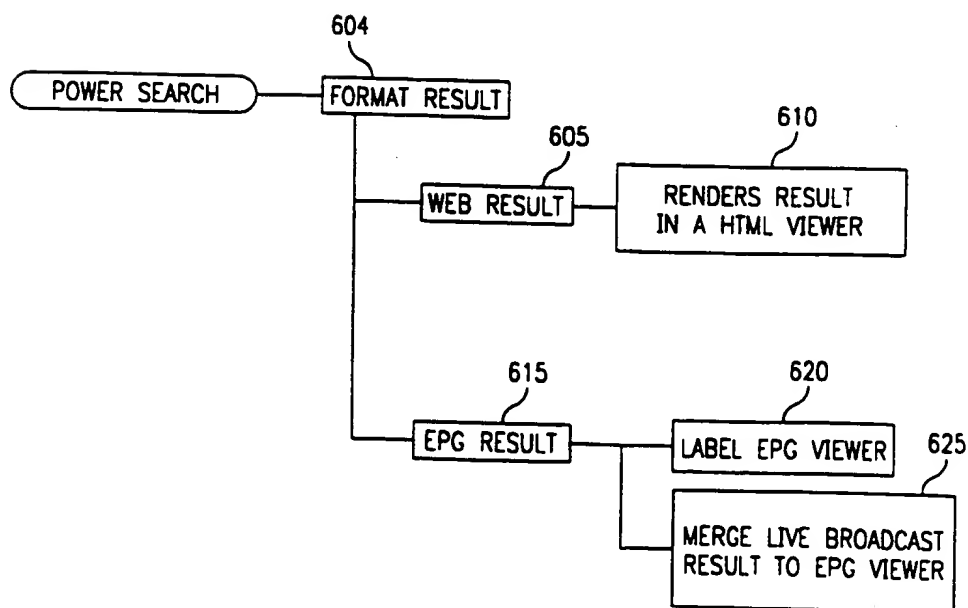 604
POWER SEARCH
FORMAT RESULT
605
610
WEB RESULT
RENDERS RESULT
IN A HTML VIEWER
615
620
EPG RESULT
LABEL EPG VIEWER
625
MERGE LIVE BROADCAST
RESULT TO EPG VIEWER